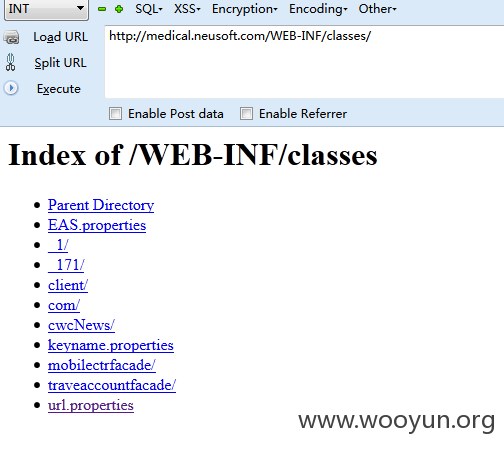 INT SQL▾ XSS▾ Encryption▾ Encoding▾ Other▾
Load URL http://medical.neusoft.com/WEB-INF/classes/
Split URL
Execute
Enable Post data Enable Referrer
Index of /WEB-INF/classes
• Parent Directory
• EAS.properties
• _1/
• _171/
• client/
• com/
• cwcNews/
• keyname.properties
• mobilectrfacade/
• traveaccountfacade/
• url.properties
www.wooyun.org